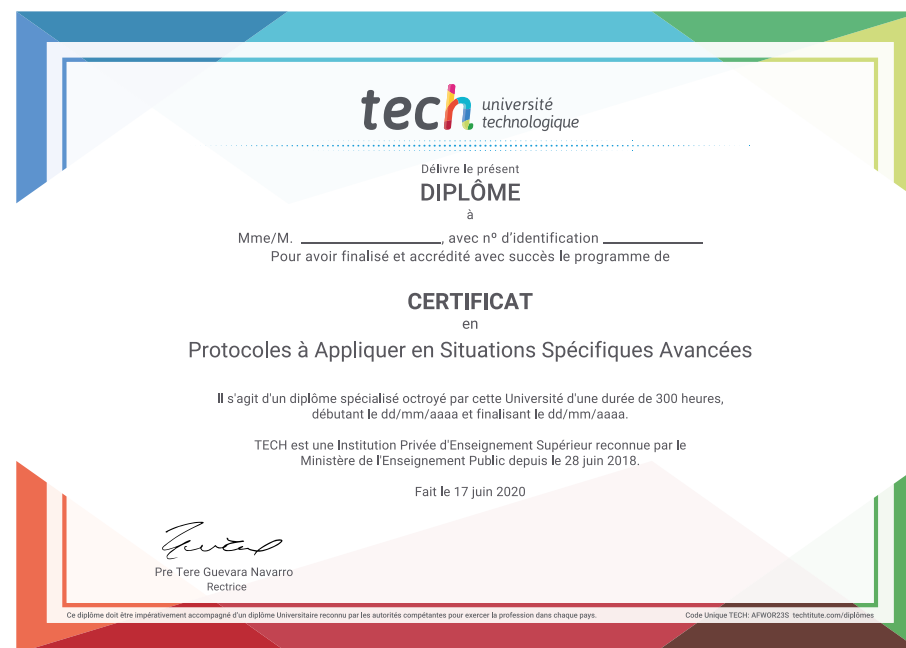 tech université
technologique
Délivre le présent
DIPLÔME
à
Mme/M. ____________________, avec nº d'identification ______________
Pour avoir finalisé et accrédité avec succès le programme de
CERTIFICAT
en
Protocoles à Appliquer en Situations Spécifiques Avancées
Il s'agit d'un diplôme spécialisé octroyé par cette Université d'une durée de 300 heures,
débutant le dd/mm/aaaa et finalisant le dd/mm/aaaa.
TECH est une Institution Privée d'Enseignement Supérieur reconnue par le
Ministère de l'Enseignement Public depuis le 28 juin 2018.
Fait le 17 juin 2020
Pre Tere Guevara Navarro
Rectrice
Ce diplôme doit être impérativement accompagné d'un diplôme Universitaire reconnu par les autorités compétantes pour exercer la profession dans chaque pays.
Code Unique TECH: AFWOR23S techtitute.com/diplômes